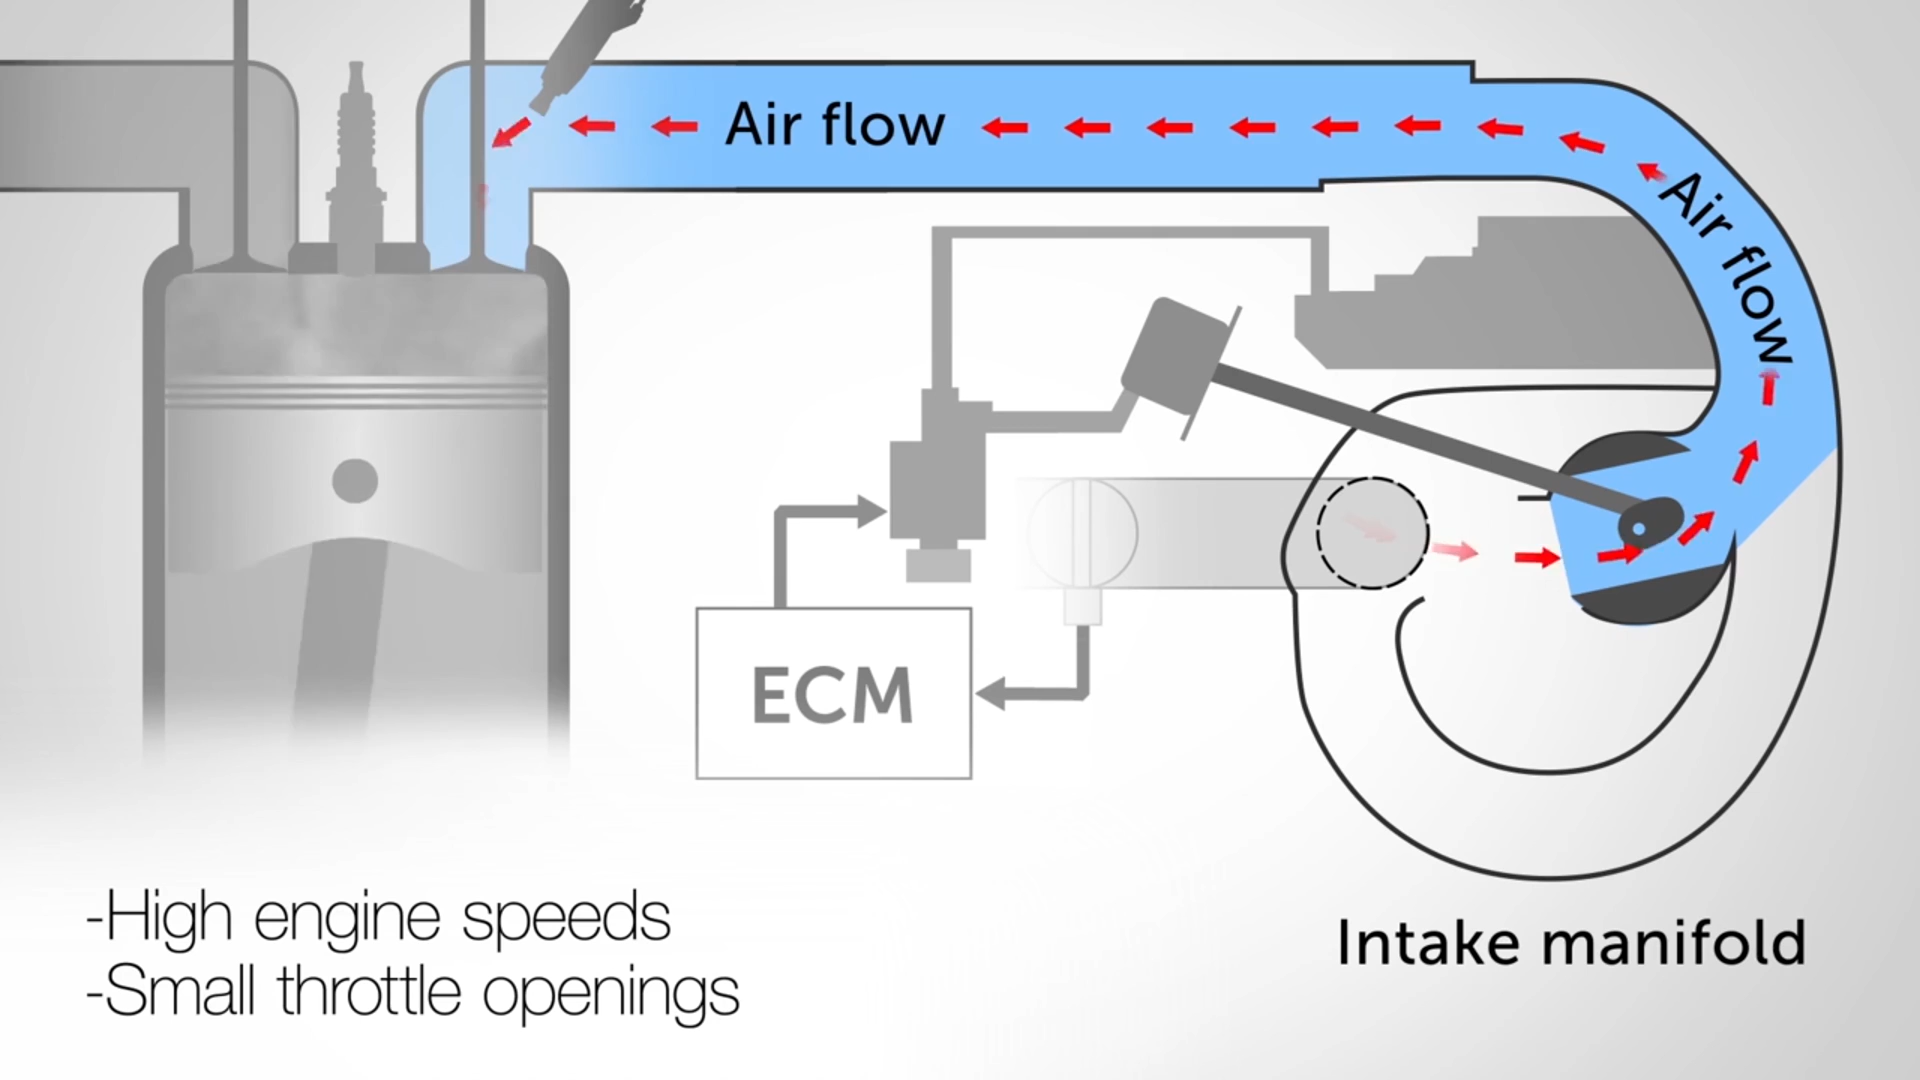 Air flow
Air flow
ECM
-High engine speeds
-Small throttle openings
Intake manifold